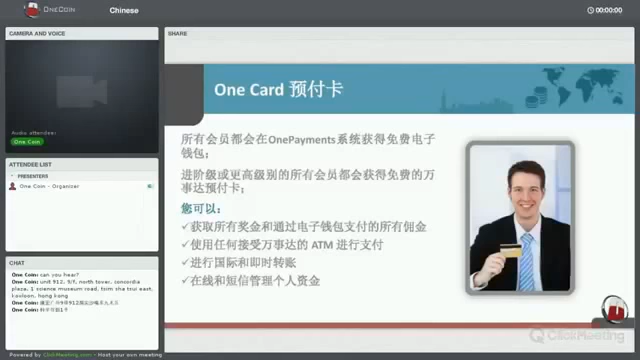 ONECOIN
Chinese
00:00:00
CAMERA AND VOICE
SHARE
Audio attendees:
One Coin
ATTENDEE LIST
PRESENTERS
One Coin - Organizer
CHAT
One Coin: can you hear?
One Coin: unit 912, 9/f, north tower, concordia
plaza, 1 science museum road, tsim sha tsui east,
kowloon, hong kong
One Coin:
One Coin:
Powered by ClickMeeting.com - Host your own meeting
One Card 预付卡
所有会员都会在OnePayments系统获得免费电子
钱包;
进阶级或更高级别的所有会员都会获得免费的万
事达预付卡;
您可以:
✓获取所有奖金和通过电子钱包支付的所有佣金
✓使用任何接受万事达的 ATM 进行支付
✓进行国际和即时转账
✓在线和短信管理个人资金
ClickMeeting